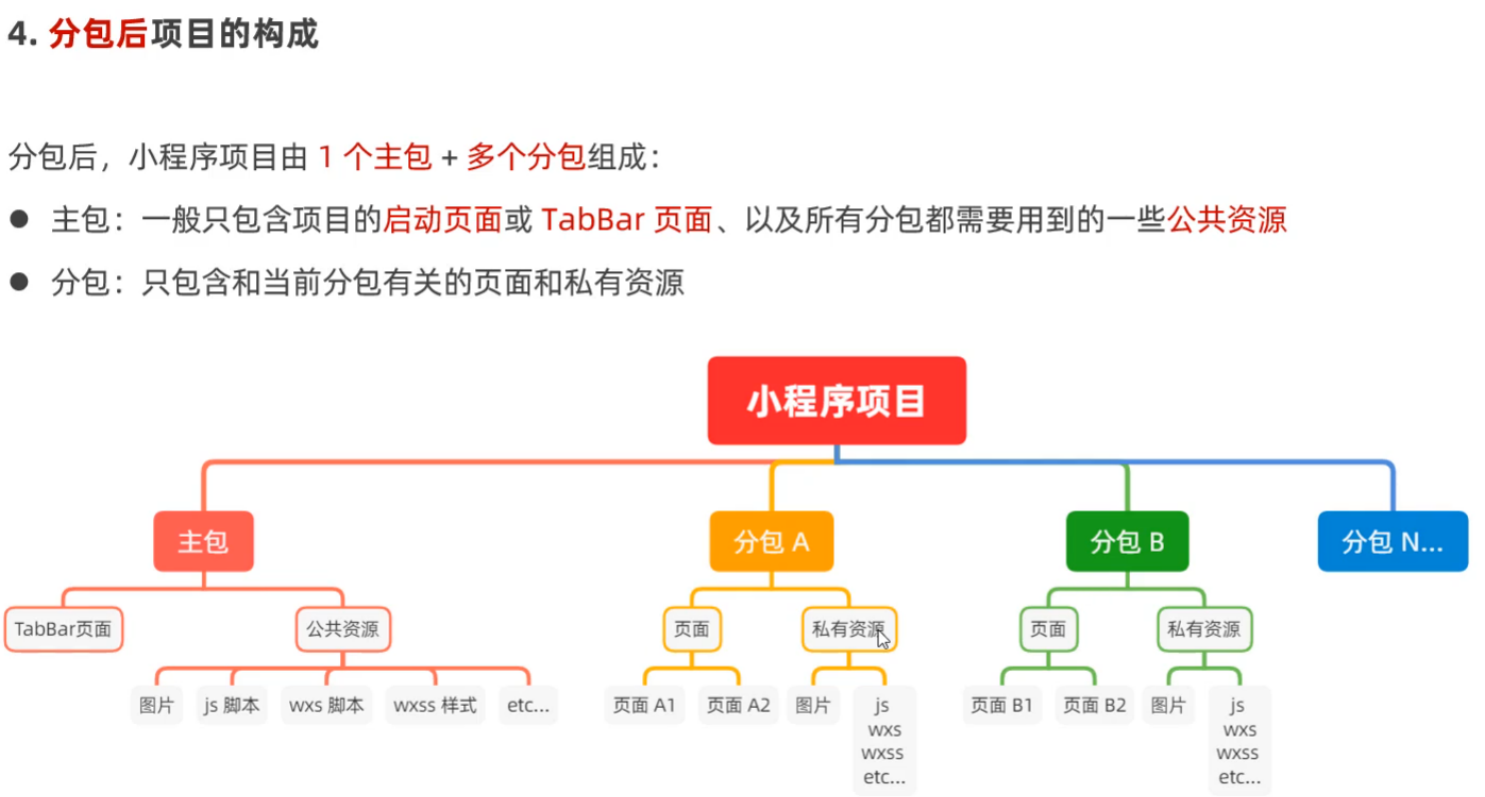 4. 分包后项目的构成
分包后，小程序项目由 1 个主包 + 多个分包组成：
● 主包：一般只包含项目的启动页面或 TabBar 页面、以及所有分包都需要用到的一些公共资源
● 分包：只包含和当前分包有关的页面和私有资源
小程序项目
主包
分包 A
分包 B
分包 N...
TabBar页面
公共资源
页面
私有资源
页面
私有资源
图片
js 脚本
wxs 脚本
wxss 样式
etc...
页面 A1
页面 A2
图片
js
wxs
wxss
etc...
页面 B1
页面 B2
图片
js
wxs
wxss
etc...